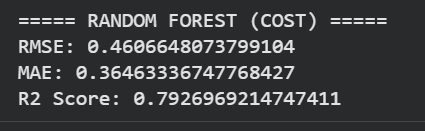 ===== RANDOM FOREST (COST) =====
RMSE: 0.4606648073799104
MAE: 0.36463336747768427
R2 Score: 0.7926969214747411